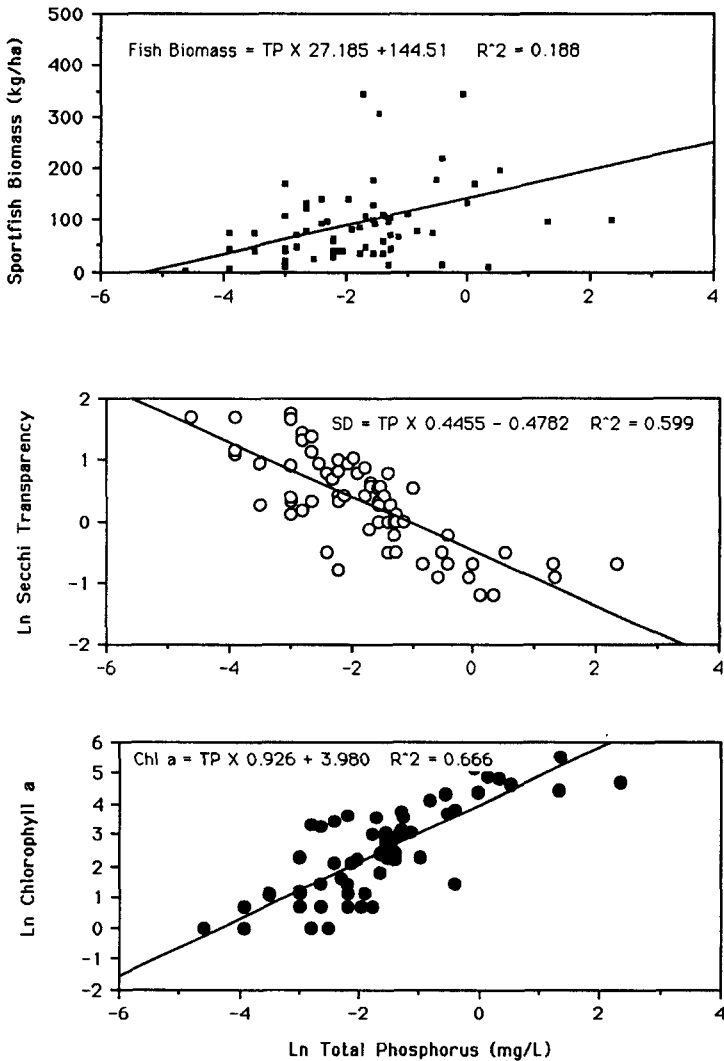 500
Fish Biomass = TP X 27.185 +144.51 R^2 = 0.188
400
300
200
100
0
Sportfish Biomass (kg/ha)
-6 -4 -2 0 2 4
2
SD = TP X 0.4455 - 0.4782 R^2 = 0.599
1
0
-1
-2
Ln Secchi Transparency
-6 -4 -2 0 2 4
6
Chl a = TP X 0.926 + 3.980 R^2 = 0.666
5
4
3
2
1
0
-1
-2
Ln Chlorophyll a
-6 -4 -2 0 2 4
Ln Total Phosphorus (mg/L)